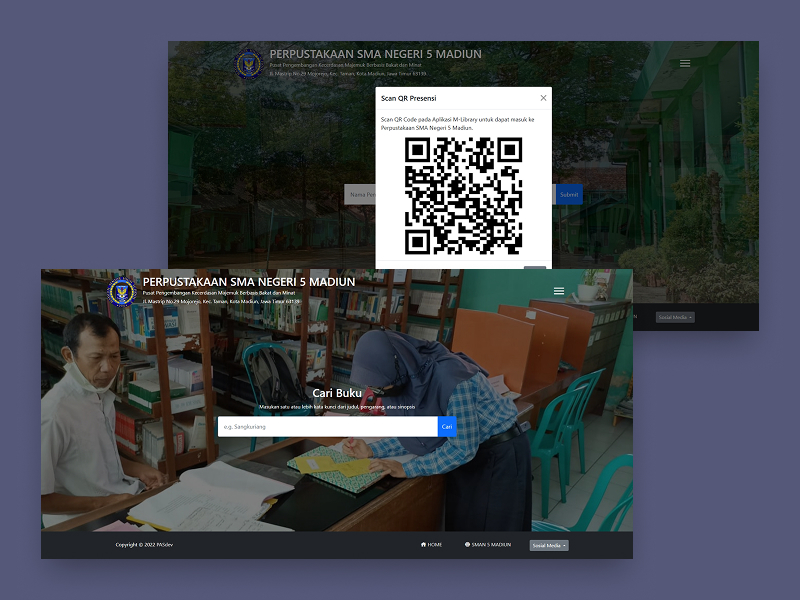 PERPUSTAKAAN SMA NEGERI 5 MADIUN
Pusat Pengembangan Kecerdasan Majemuk Berbasis Bakat dan Minat
Jl. Mastrip No.29 Mojorejo, Kec. Taman, Kota Madiun, Jawa Timur 63139
Scan QR Presensi
Scan QR Code pada Aplikasi M-Library untuk dapat masuk ke
Perpustakaan SMA Negeri 5 Madiun.
Nama Submit
Sosial Media
PERPUSTAKAAN SMA NEGERI 5 MADIUN
Pusat Pengembangan Kecerdasan Majemuk Berbasis Bakat dan Minat
Jl. Mastrip No.29 Mojorejo, Kec. Taman, Kota Madiun, Jawa Timur 63139
Cari Buku
Masukan satu atau lebih kata kunci dari judul, pengarang, atau sinopsis
e.g, Sangkuriang Cari
Copyright © 2022 PASdev HOME SMAN 5 MADIUN Sosial Media